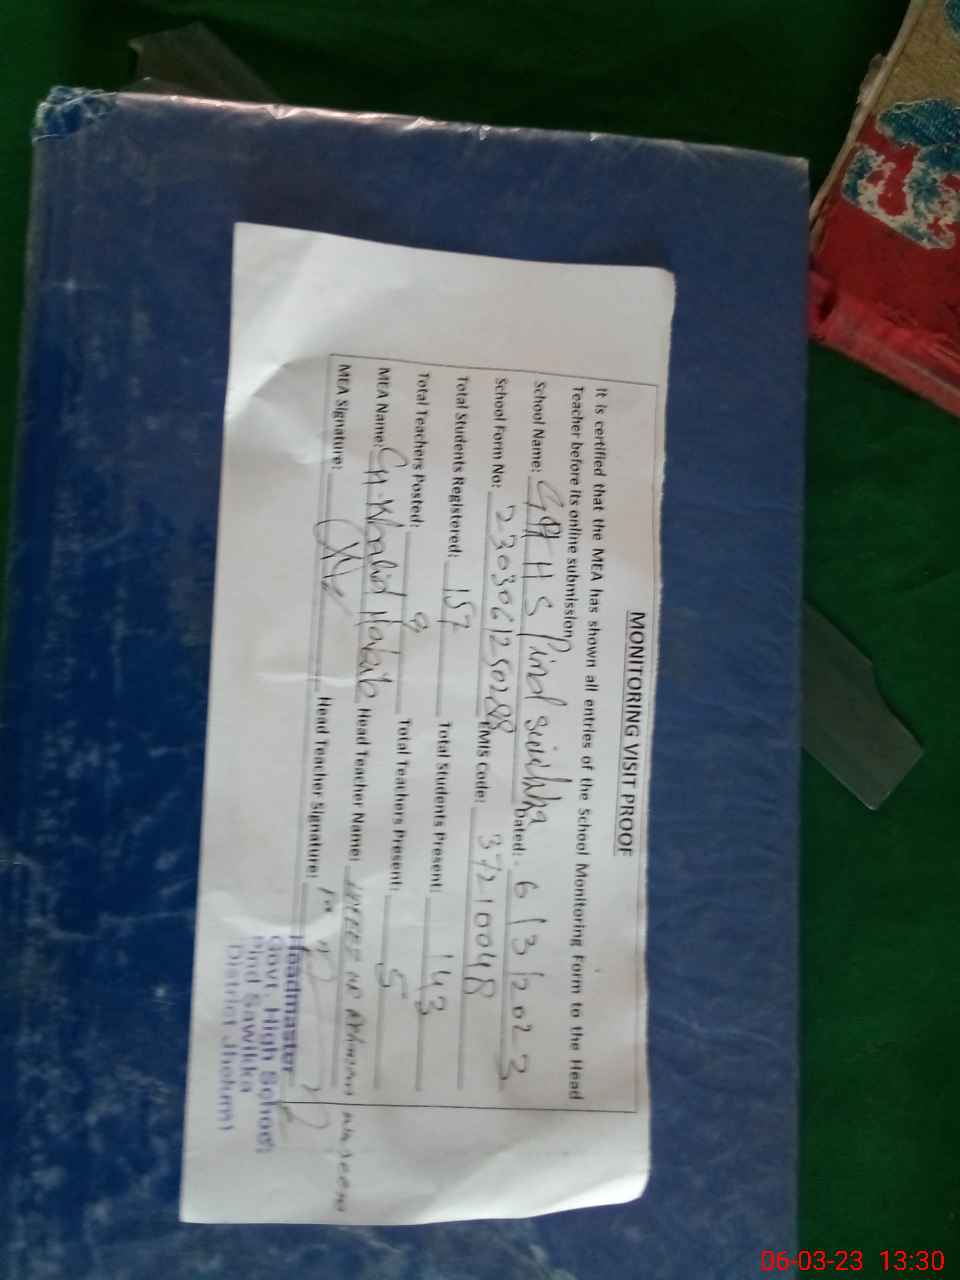 MONITORING VISIT PROOF
It is certified that the MEA has shown all entries of the School Monitoring Form to the Head
Teacher before its online submission
School Name: GHHS Pind Dated:- 6/3/2023
School Form No: EMIS Code: 37210048
Total Students Registered: 157 Total Students Present: 143
Total Teachers Posted: 9 Total Teachers Present: 5
MEA Name: CH. Khalid Habib Head Teacher Name:
MEA Signature: Head Teacher Signature:
Headmaster
Govt. High School
Pind Sawikka
District Jhelum
06-03-23 13:30